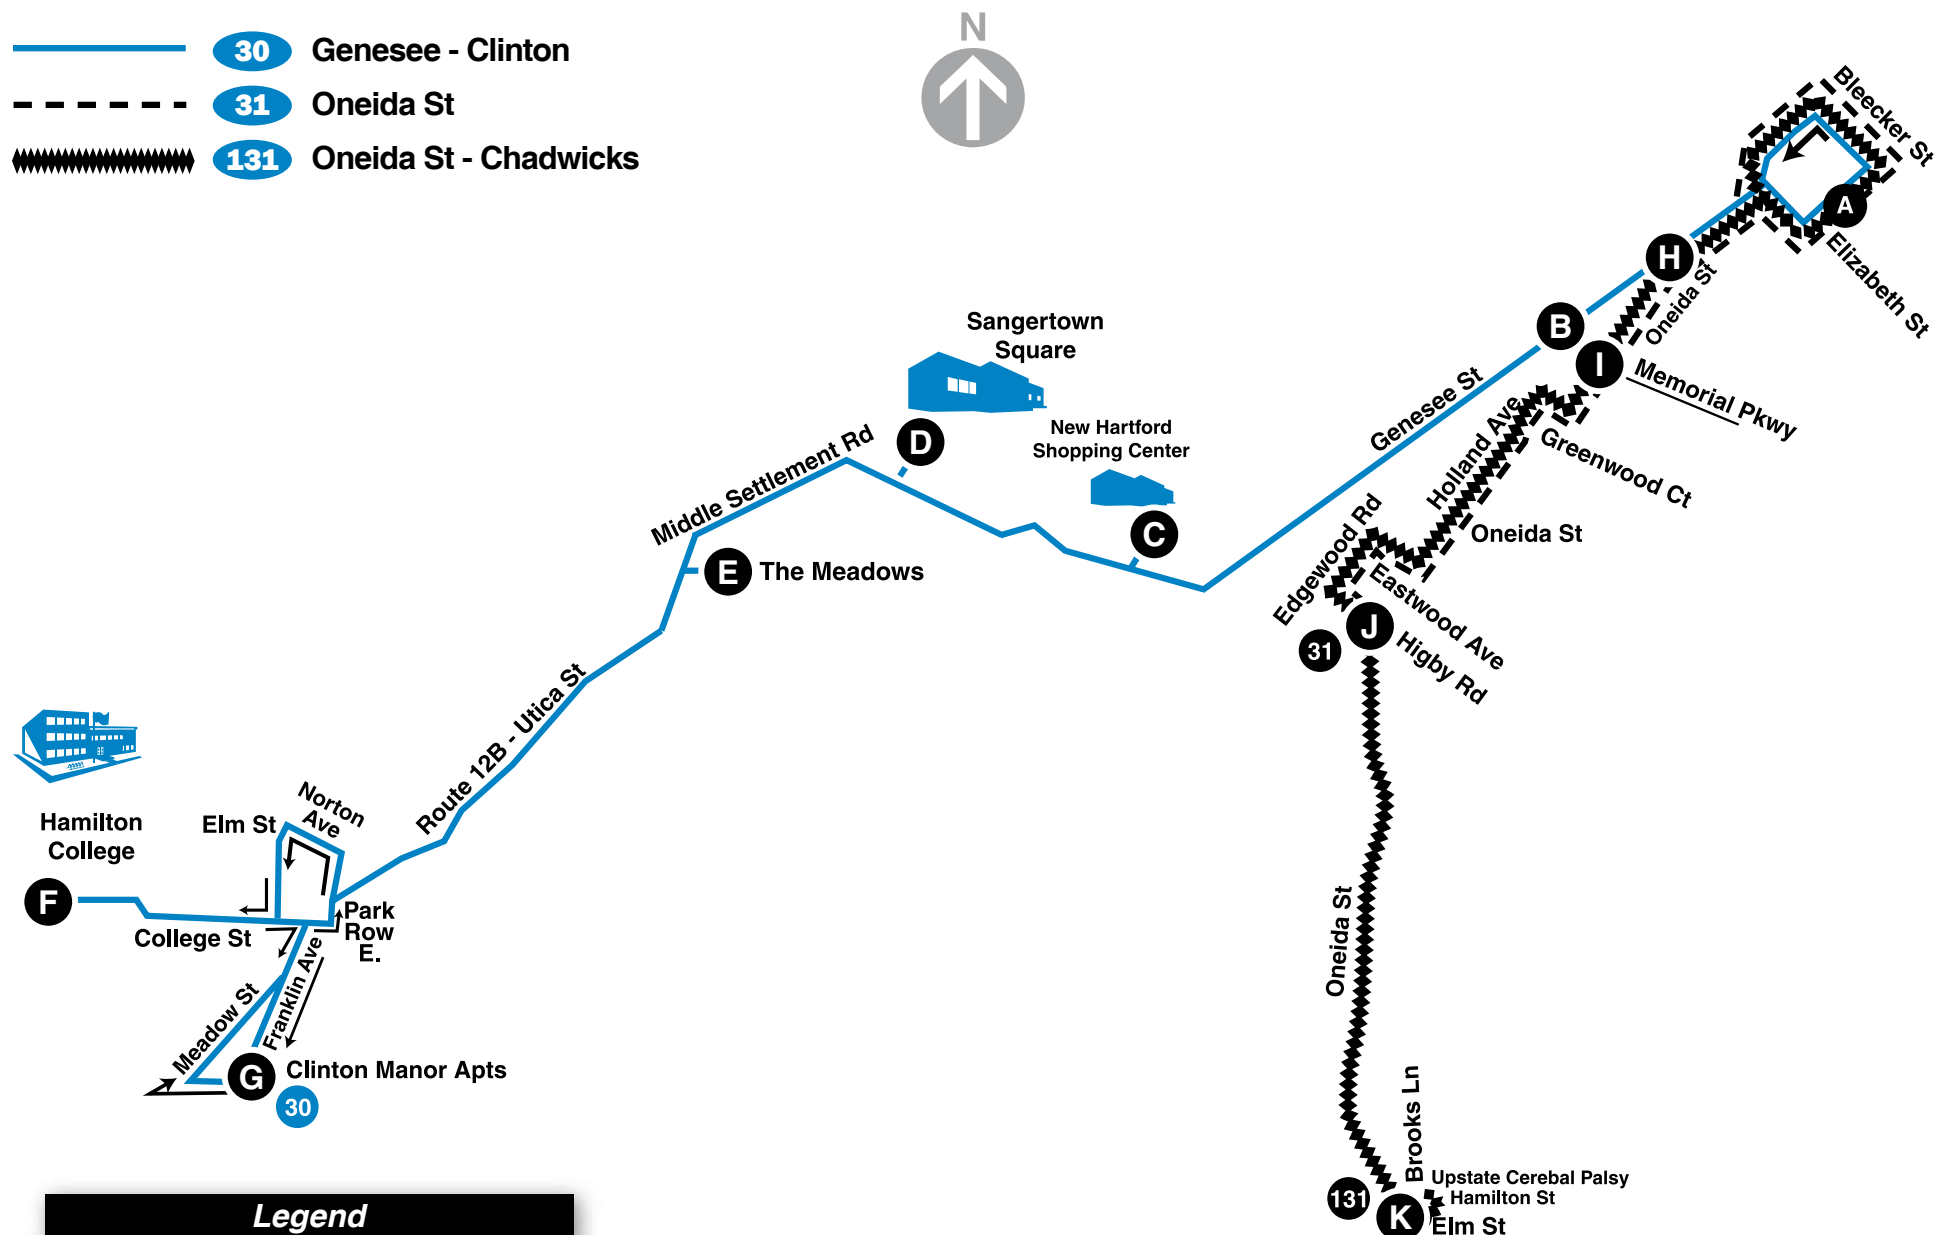 30 Genesee - Clinton
31 Oneida St
131 Oneida St - Chadwicks
N
Bleecker St
A
Elizabeth St
H
Oneida St
B
I
Memorial Pkwy
Sangertown
Square
D
New Hartford
Shopping Center
C
Genesee St
Holland Ave
Greenwood Ct
Oneida St
Middle Settlement Rd
E The Meadows
Edgewood Rd
Eastwood Ave
J
31
Higby Rd
Route 12B - Utica St
Hamilton
College
F
Elm St
Norton
Ave
Park
Row
E.
College St
Franklin Ave
Meadow St
G Clinton Manor Apts
30
Oneida St
Brooks Ln
Upstate Cerebal Palsy
Hamilton St
131
K
Elm St
Legend